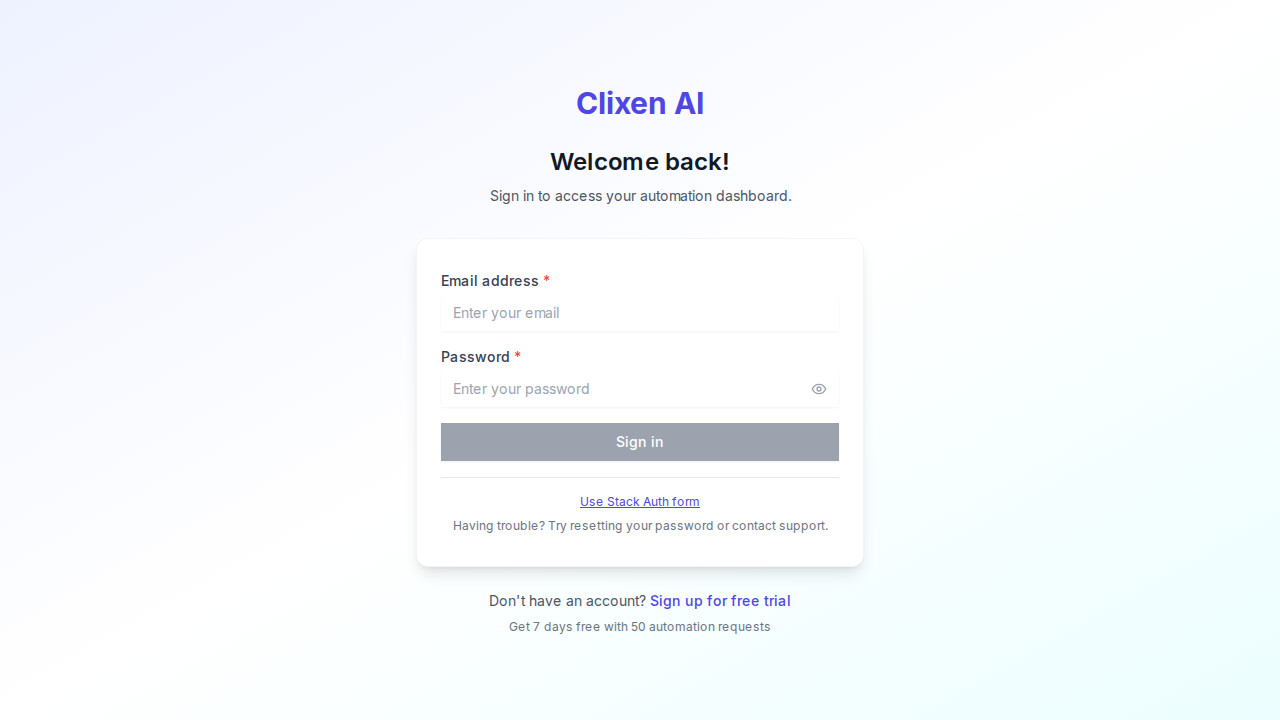 Clixen AI
Welcome back!
Sign in to access your automation dashboard.
Email address *
Enter your email
Password *
Enter your password
Sign in
Use Stack Auth form
Having trouble? Try resetting your password or contact support.
Don't have an account? Sign up for free trial
Get 7 days free with 50 automation requests